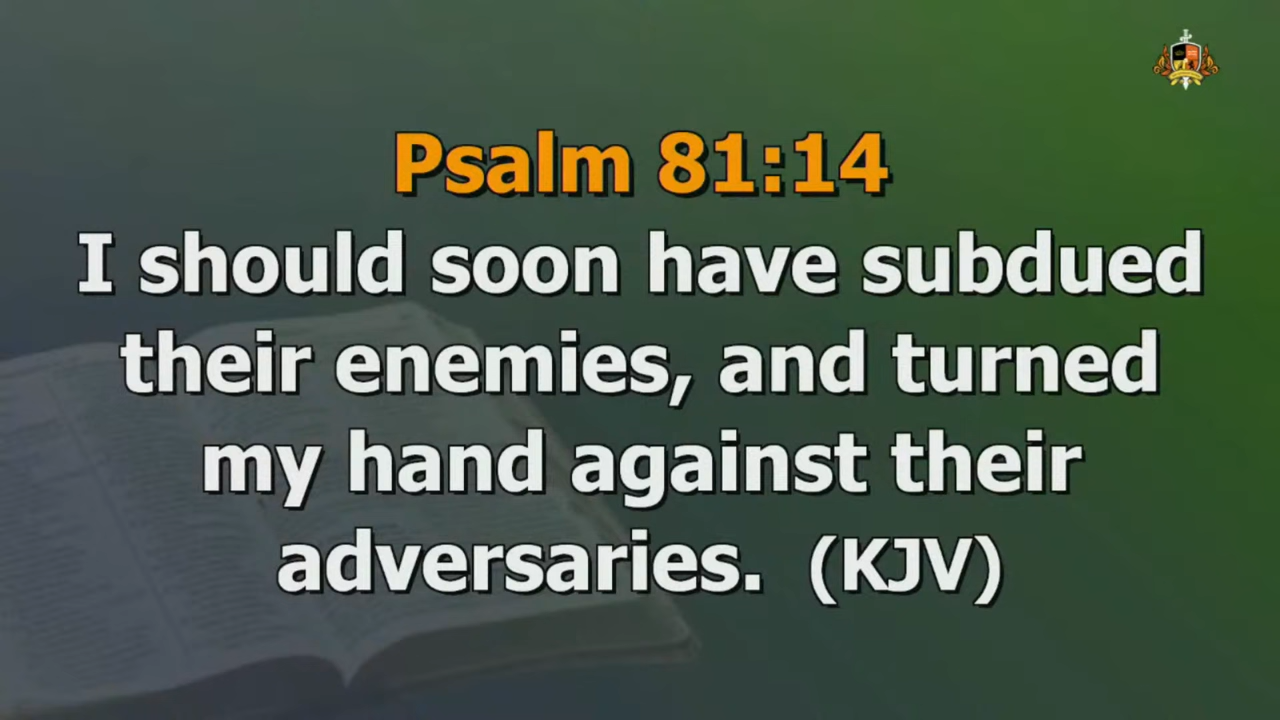 Psalm 81:14
I should soon have subdued
their enemies, and turned
my hand against their
adversaries. (KJV)